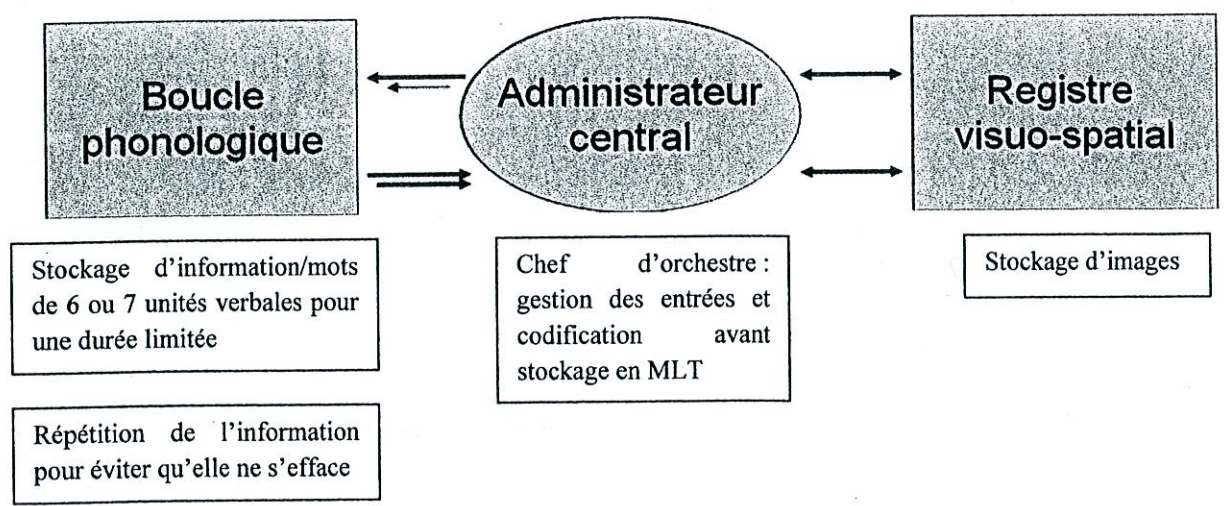 Boucle
phonologique
Administrateur
central
Registre
visuo-spatial
Stockage d'information/mots
de 6 ou 7 unités verbales pour
une durée limitée
Répétition de l'information
pour éviter qu'elle ne s'efface
Chef d'orchestre :
gestion des entrées et
codification avant
stockage en MLT
Stockage d'images